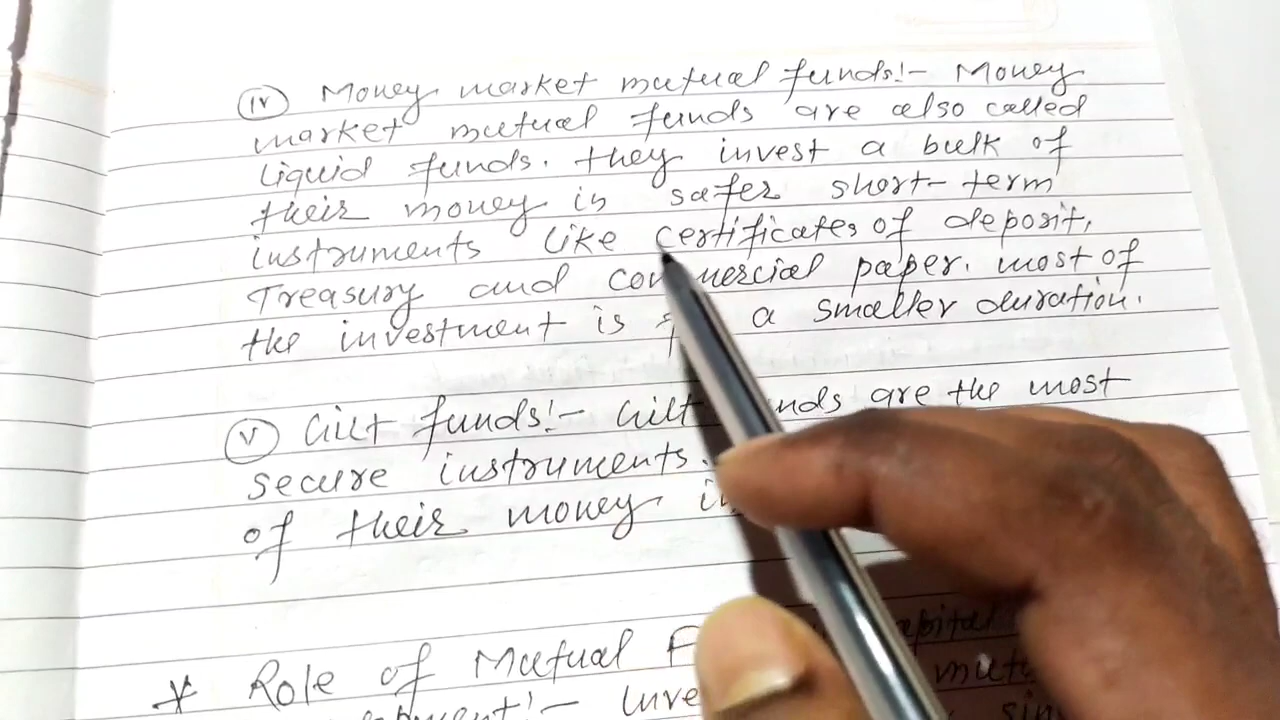 (iv) Money market mutual funds:- Money
market mutual funds are also called
liquid funds. they invest a bulk of
their money in safer short-term
instruments like certificates of deposit,
Treasury and commercial paper. most of
the investment is a smaller duration.
(v) Gilt funds:- Gilt are the most
secure instruments.
of their money
* Role of Mutual